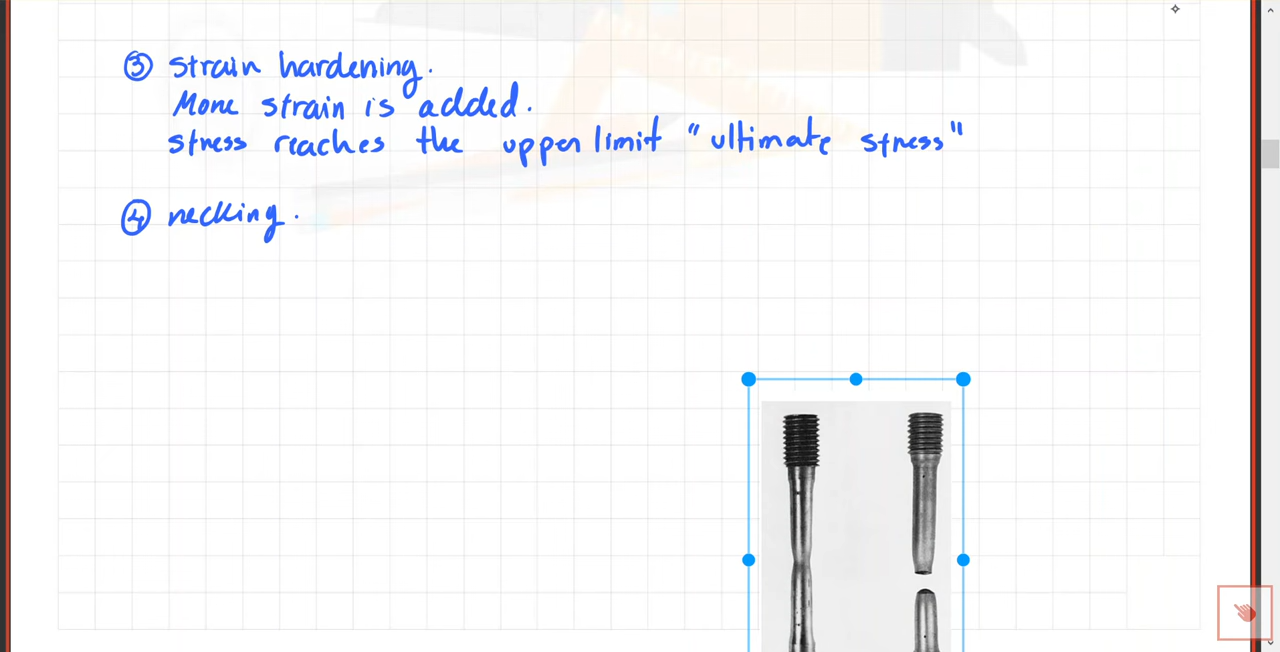 ③ Strain hardening.
More strain is added.
stress reaches the upper limit "ultimate stress"
④ necking.